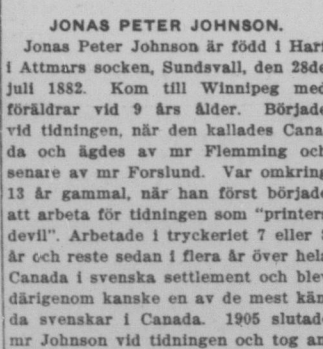 JONAS PETER JOHNSON.
Jonas Peter Johnson är född i Har
i Attmars socken, Sundsvall, den 28de
juli 1882. Kom till Winnipeg med
föräldrar vid 9 års ålder. Började
vid tidningen, när den kallades Cana-
da och ägdes av mr Flemming och
senare av mr Forslund. Var omkring
13 år gammal, när han först började
att arbeta för tidningen som "printers
devil". Arbetade i tryckeriet 7 eller
år och reste sedan i flera år över hela
Canada i svenska settlement och blev
därigenom kanske en av de mest kän-
da svenskar i Canada. 1905 slutade
mr Johnson vid tidningen och tog an